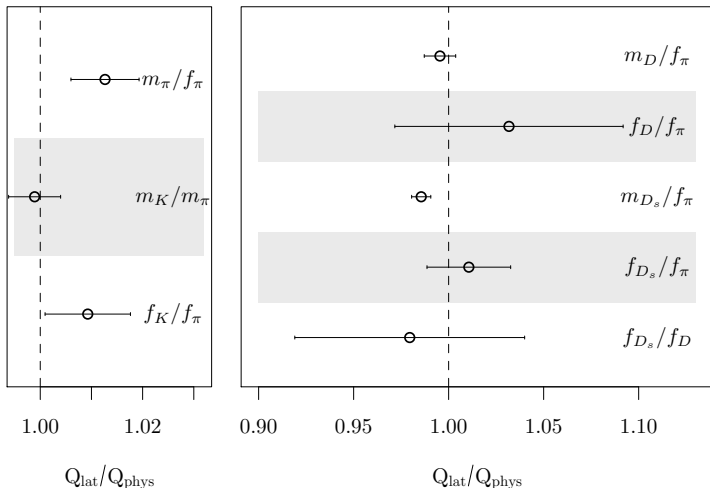 m_π/f_π
m_K/m_π
f_K/f_π
1.00 1.02
Q_lat/Q_phys
m_D/f_π
f_D/f_π
m_{D_s}/f_π
f_{D_s}/f_π
f_{D_s}/f_D
0.90 0.95 1.00 1.05 1.10
Q_lat/Q_phys